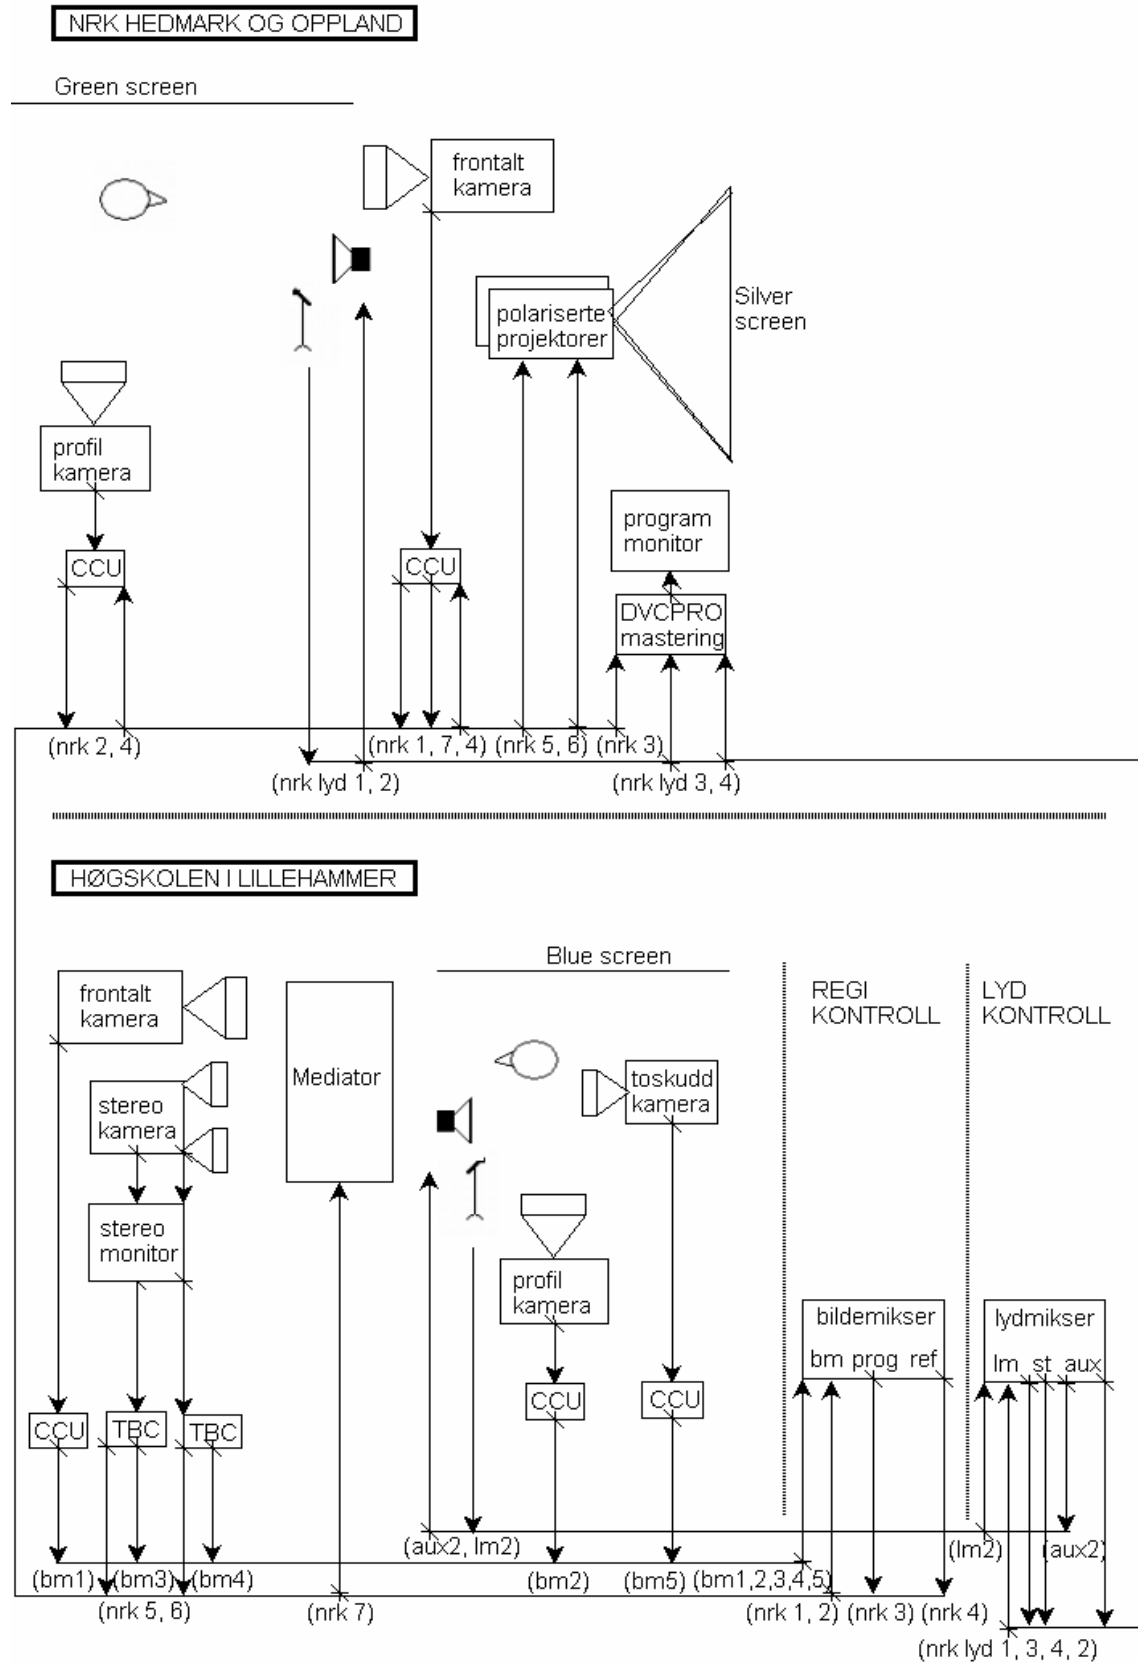 NRK HEDMARK OG OPPLAND
Green screen
frontalt
kamera
polariserte
projektorer
Silver
screen
profil
kamera
program
monitor
CCU
CCU
DVCPRO
mastering
(nrk 2, 4)
(nrk 1, 7, 4)
(nrk 5, 6)
(nrk 3)
(nrk lyd 1, 2)
(nrk lyd 3, 4)
HØGSKOLEN I LILLEHAMMER
Blue screen
frontalt
kamera
REGI
KONTROLL
LYD
KONTROLL
Mediator
toskudd
kamera
stereo
kamera
stereo
monitor
profil
kamera
bildemikser
bm prog ref
lydmikser
lm st aux
CCU
CCU
CCU
TBC
TBC
(aux2, lm2)
(lm2)
(aux2)
(bm1)
(bm3)
(bm4)
(bm2)
(bm5)
(bm1,2,3,4,5)
(nrk 5, 6)
(nrk 7)
(nrk 1, 2)
(nrk 3)
(nrk 4)
(nrk lyd 1, 3, 4, 2)